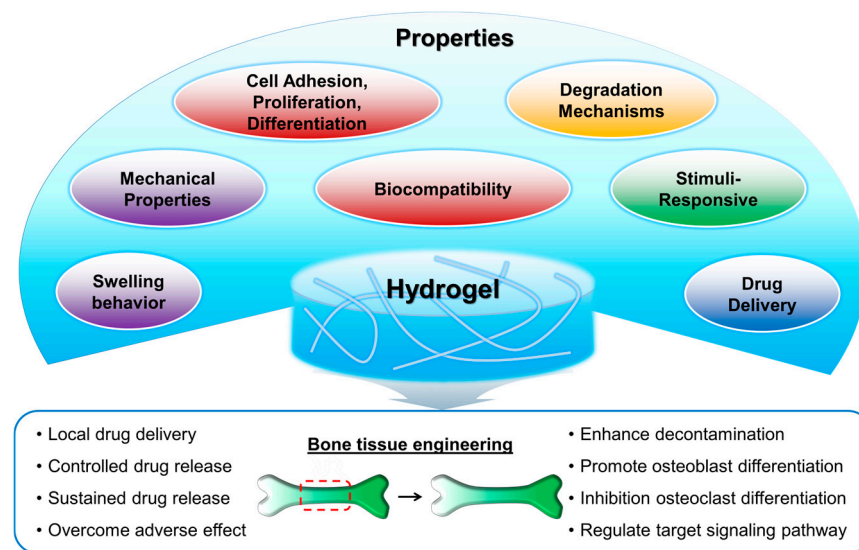 Properties
Cell Adhesion,
Proliferation,
Differentiation
Degradation
Mechanisms
Mechanical
Properties
Biocompatibility
Stimuli-
Responsive
Swelling
behavior
Hydrogel
Drug
Delivery
Bone tissue engineering
• Local drug delivery
• Controlled drug release
• Sustained drug release
• Overcome adverse effect
• Enhance decontamination
• Promote osteoblast differentiation
• Inhibition osteoclast differentiation
• Regulate target signaling pathway